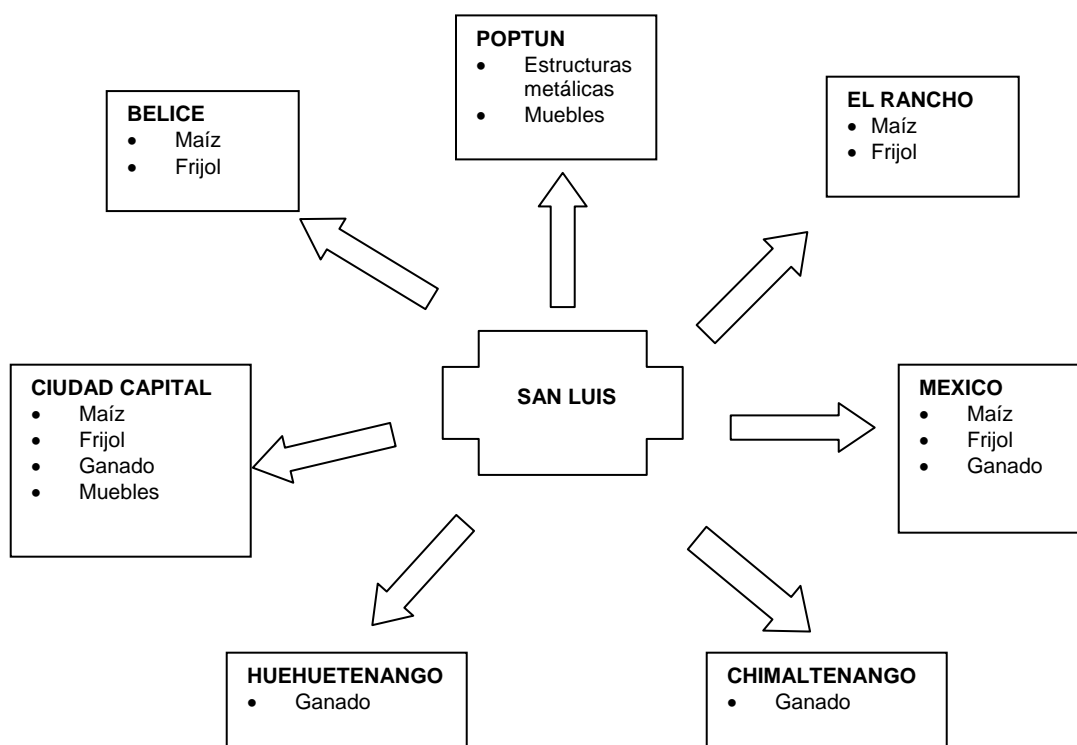 POPTUN
• Estructuras
metálicas
• Muebles
BELICE
• Maíz
• Frijol
EL RANCHO
• Maíz
• Frijol
SAN LUIS
CIUDAD CAPITAL
• Maíz
• Frijol
• Ganado
• Muebles
MEXICO
• Maíz
• Frijol
• Ganado
HUEHUETENANGO
• Ganado
CHIMALTENANGO
• Ganado